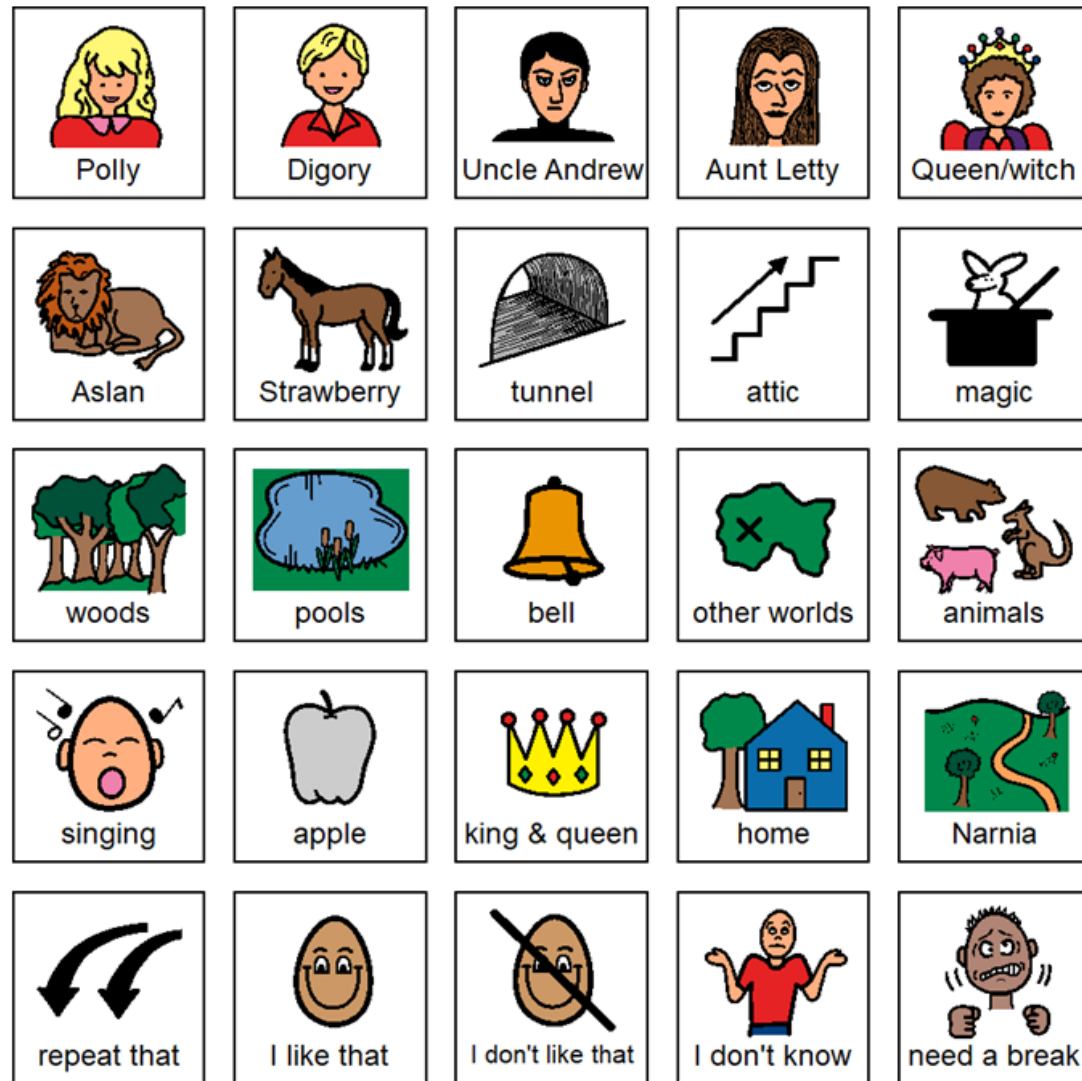 Polly
Digory
Uncle Andrew
Aunt Letty
Queen/witch
Aslan
Strawberry
tunnel
attic
magic
woods
pools
bell
other worlds
animals
singing
apple
king & queen
home
Narnia
repeat that
I like that
I don't like that
I don't know
need a break